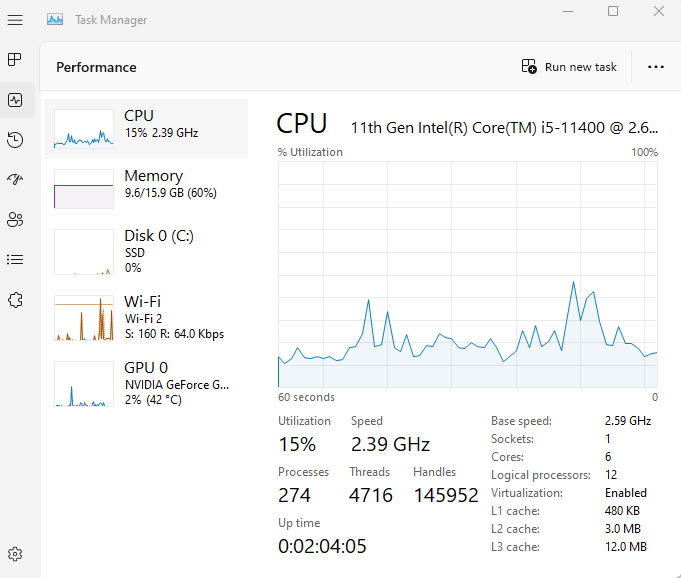 Task Manager
Performance
Run new task
CPU
15% 2.39 GHz
Memory
9.6/15.9 GB (60%)
Disk 0 (C:)
SSD
0%
Wi-Fi
Wi-Fi 2
S: 160 R: 64.0 Kbps
GPU 0
NVIDIA GeForce G...
2% (42 °C)
CPU
11th Gen Intel(R) Core(TM) i5-11400 @ 2.6...
% Utilization
100%
60 seconds
0
Utilization
Speed
15%
2.39 GHz
Processes
Threads
Handles
274
4716
145952
Up time
0:02:04:05
Base speed: 2.59 GHz
Sockets: 1
Cores: 6
Logical processors: 12
Virtualization: Enabled
L1 cache: 480 KB
L2 cache: 3.0 MB
L3 cache: 12.0 MB